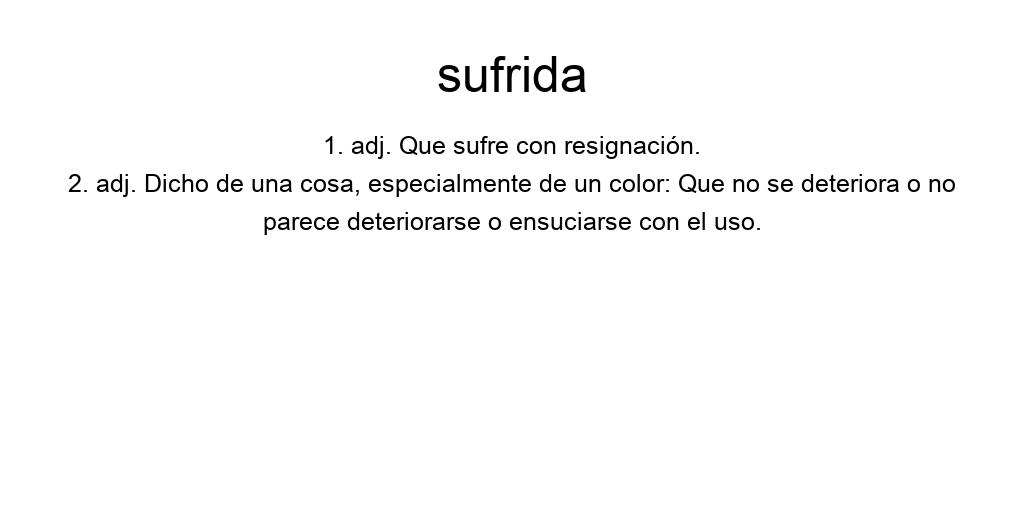 sufrida
1. adj. Que sufre con resignación.
2. adj. Dicho de una cosa, especialmente de un color: Que no se deteriora o no
parece deteriorarse o ensuciarse con el uso.